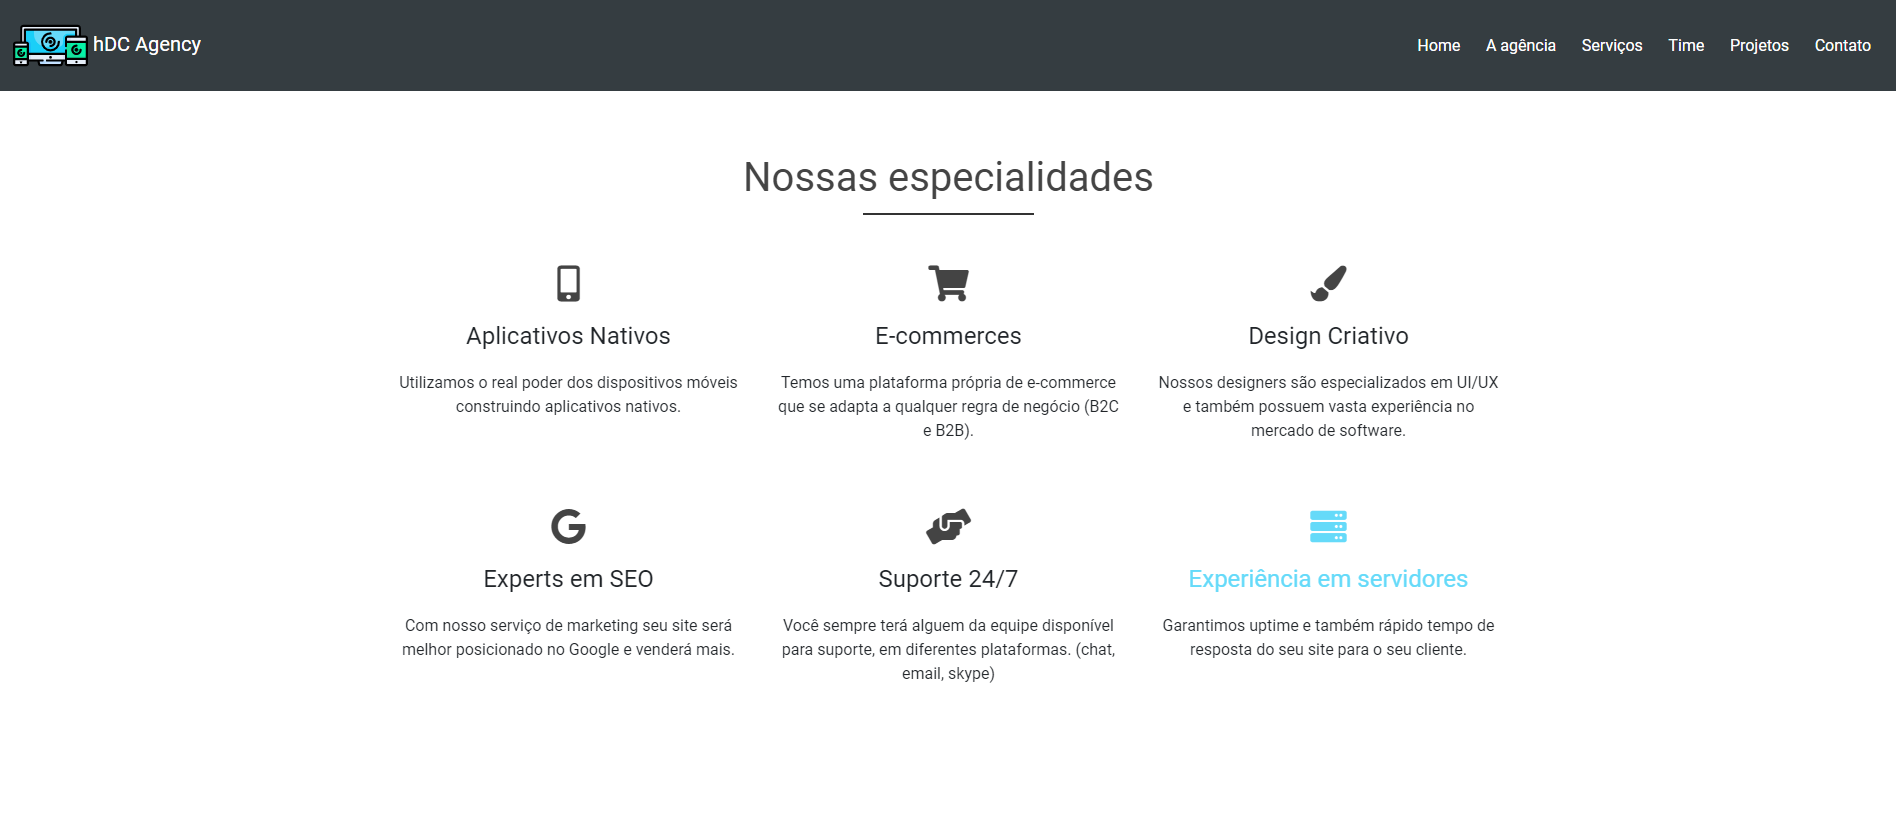 hDC Agency
Home A agência Serviços Time Projetos Contato
Nossas especialidades
Aplicativos Nativos
Utilizamos o real poder dos dispositivos móveis
construindo aplicativos nativos.
E-commerces
Temos uma plataforma própria de e-commerce
que se adapta a qualquer regra de negócio (B2C
e B2B).
Design Criativo
Nossos designers são especializados em UI/UX
e também possuem vasta experiência no
mercado de software.
Experts em SEO
Com nosso serviço de marketing seu site será
melhor posicionado no Google e venderá mais.
Suporte 24/7
Você sempre terá alguem da equipe disponível
para suporte, em diferentes plataformas. (chat,
email, skype)
Experiência em servidores
Garantimos uptime e também rápido tempo de
resposta do seu site para o seu cliente.